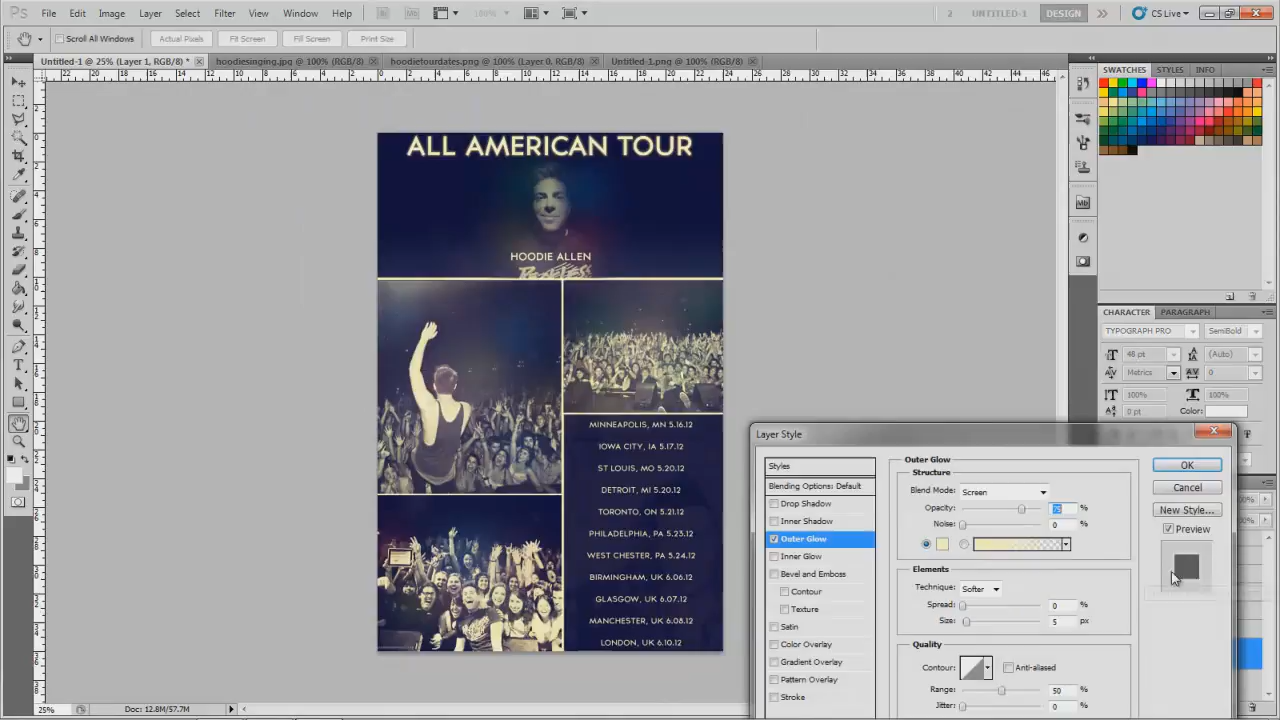 Ps File Edit Image Layer Select Filter View Window Help Br Mb 100% 2 UNTITLED-1 DESIGN CS Live
Scroll All Windows Actual Pixels Fit Screen Fill Screen Print Size
Untitled-1 @ 25% (Layer 1, RGB/8) * hoodiesinging.jpg @ 100% (RGB/8) hoodietourdates.png @ 100% (Layer 0, RGB/8) Untitled-1.png @ 100% (RGB/8)
SWATCHES STYLES INFO
ALL AMERICAN TOUR
HOODIE ALLEN
MINNEAPOLIS, MN 5.16.12
IOWA CITY, IA 5.17.12
ST LOUIS, MO 5.20.12
DETROIT, MI 5.20.12
TORONTO, ON 5.21.12
PHILADELPHIA, PA 5.23.12
WEST CHESTER, PA 5.24.12
BIRMINGHAM, UK 6.06.12
GLASGOW, UK 6.07.12
MANCHESTER, UK 6.08.12
LONDON, UK 6.10.12
CHARACTER PARAGRAPH
TYPOGRAPH PRO SemiBold
48 pt (Auto)
Metrics 0
100% 100%
0 pt Color:
Layer Style
Styles
Blending Options: Default
Drop Shadow
Inner Shadow
Outer Glow
Inner Glow
Bevel and Emboss
Contour
Texture
Satin
Color Overlay
Gradient Overlay
Pattern Overlay
Stroke
Outer Glow
Structure
Blend Mode: Screen
Opacity: 75 %
Noise: 0 %
Elements
Technique: Softer
Spread: 0 %
Size: 5 px
Quality
Contour: Anti-aliased
Range: 50 %
Jitter: 0 %
OK
Cancel
New Style...
Preview
25% Doc: 12.8M/57.7M